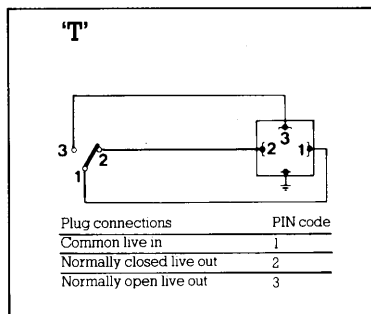 'T'
3
2
1
3
2
1
Plug connections PIN code
Common live in 1
Normally closed live out 2
Normally open live out 3